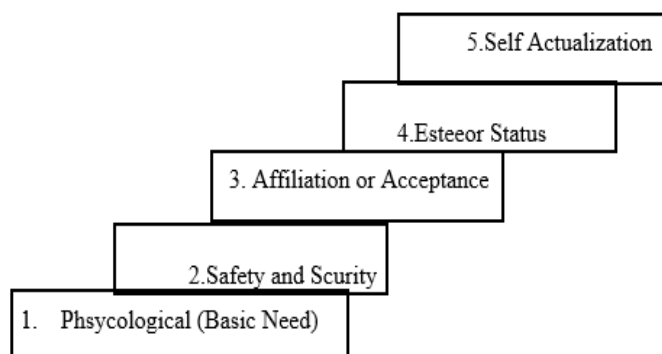 5.Self Actualization
4.Esteeor Status
3. Affiliation or Acceptance
2.Safety and Scurity
1. Phsycological (Basic Need)